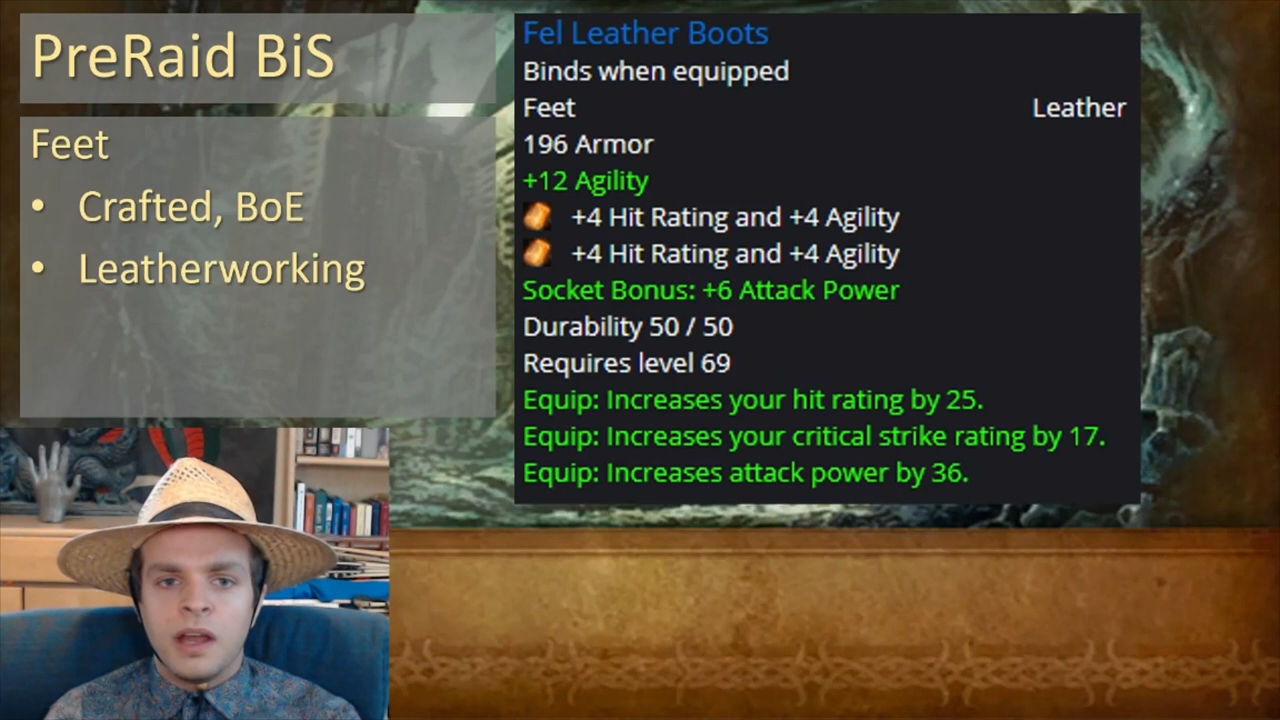 PreRaid BiS
Feet
• Crafted, BoE
• Leatherworking
Fel Leather Boots
Binds when equipped
Feet Leather
196 Armor
+12 Agility
+4 Hit Rating and +4 Agility
+4 Hit Rating and +4 Agility
Socket Bonus: +6 Attack Power
Durability 50 / 50
Requires level 69
Equip: Increases your hit rating by 25.
Equip: Increases your critical strike rating by 17.
Equip: Increases attack power by 36.